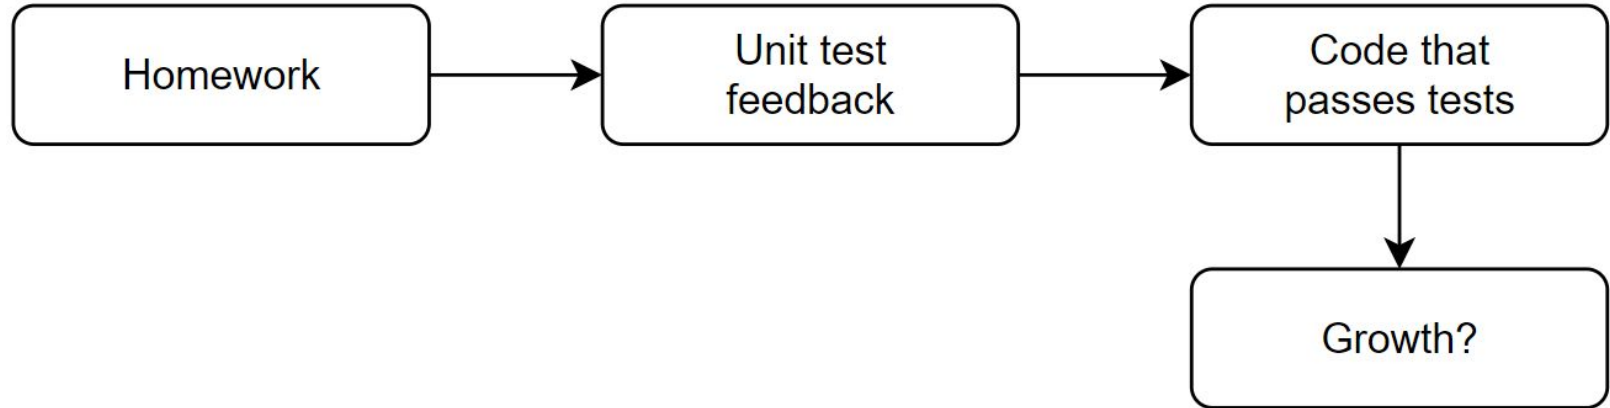 Homework
Unit test
feedback
Code that
passes tests
Growth?